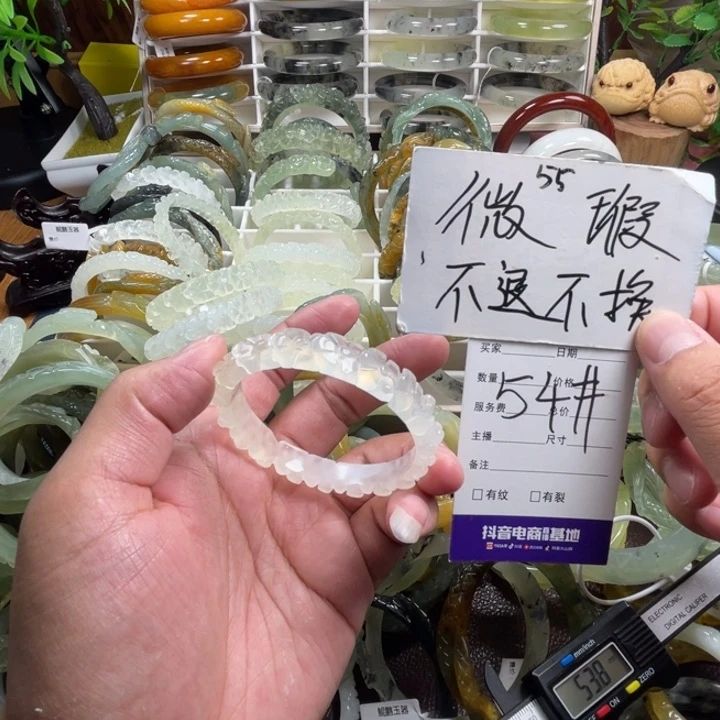 55
微瑕
不退不换
买家 日期
数量 价格
54#
服务费 总价
主播 尺寸
备注
□有纹 □有裂
抖音电商直播基地
mm/inch
53.8
ON
ZERO
ELECTRONIC
DIGITAL CALIPER